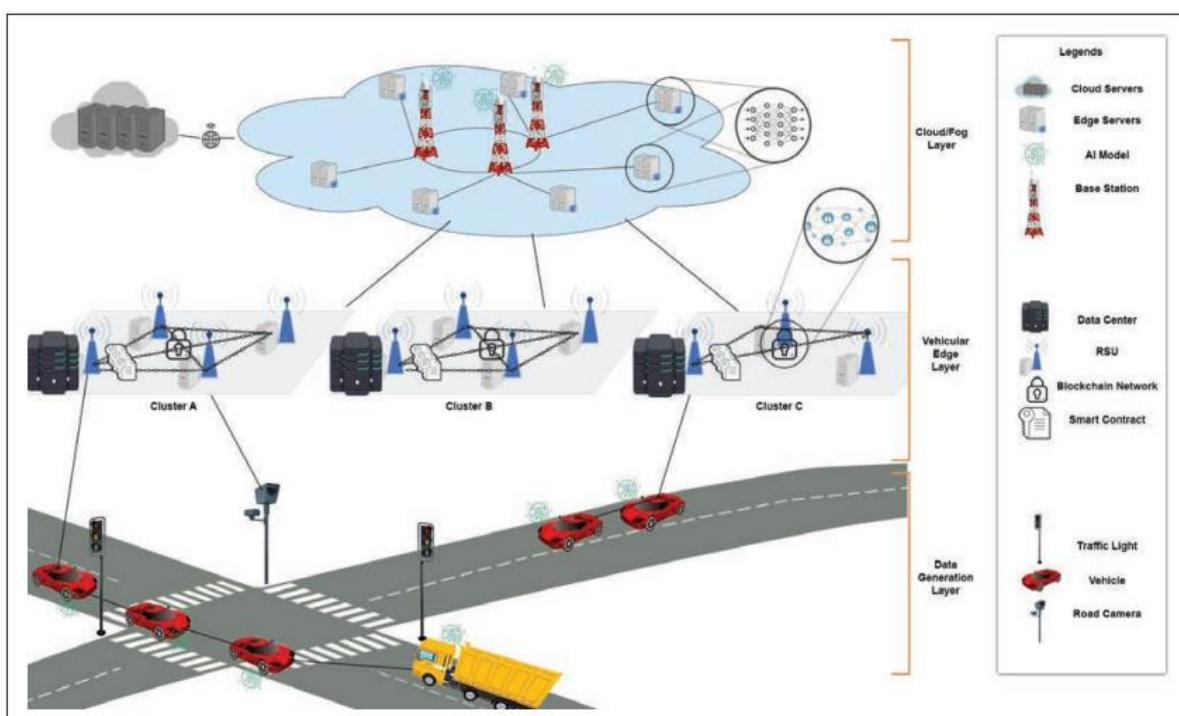 Cloud/Fog
Layer
Vehicular
Edge
Layer
Cluster A
Cluster B
Cluster C
Data
Generation
Layer
Legends
Cloud Servers
Edge Servers
AI Model
Base Station
Data Center
RSU
Blockchain Network
Smart Contract
Traffic Light
Vehicle
Road Camera